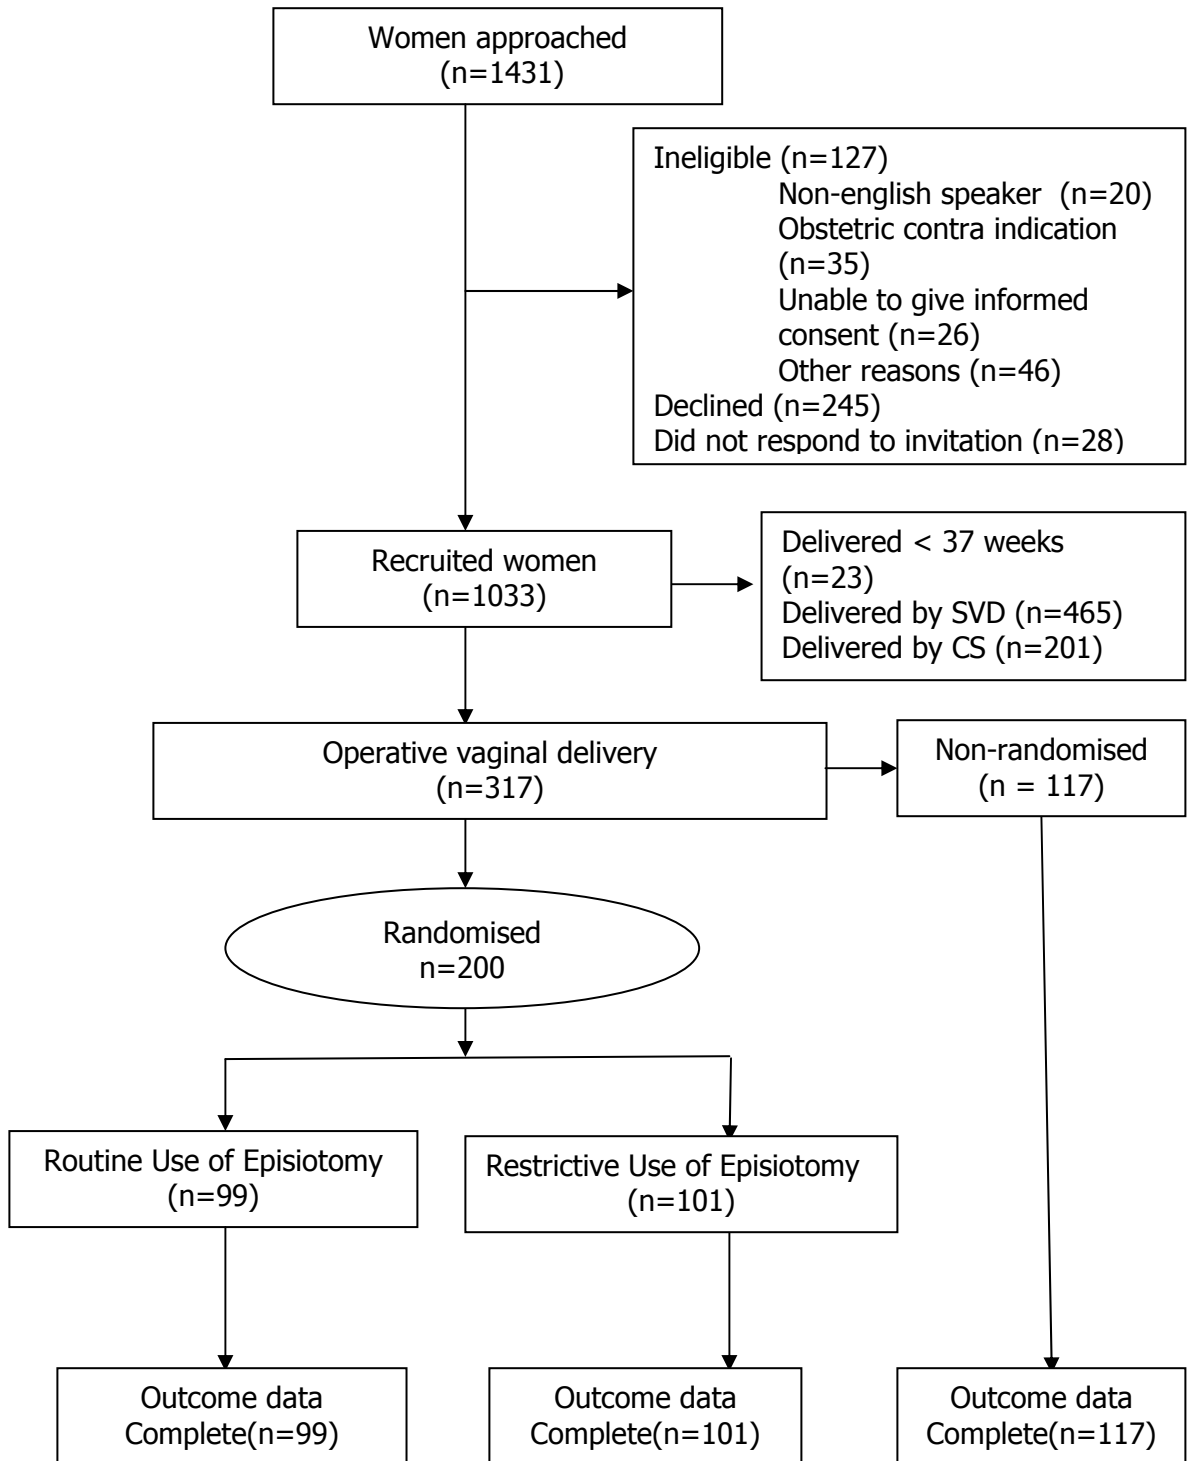 Women approached
(n=1431)
Ineligible (n=127)
Non-english speaker  (n=20)
Obstetric contra indication
(n=35)
Unable to give informed
consent (n=26)
Other reasons (n=46)
Declined (n=245)
Did not respond to invitation (n=28)
Recruited women
(n=1033)
Delivered < 37 weeks
(n=23)
Delivered by SVD (n=465)
Delivered by CS (n=201)
Operative vaginal delivery
(n=317)
Non-randomised
(n = 117)
Randomised
n=200
Routine Use of Episiotomy
(n=99)
Restrictive Use of Episiotomy
(n=101)
Outcome data
Complete(n=99)
Outcome data
Complete(n=101)
Outcome data
Complete(n=117)